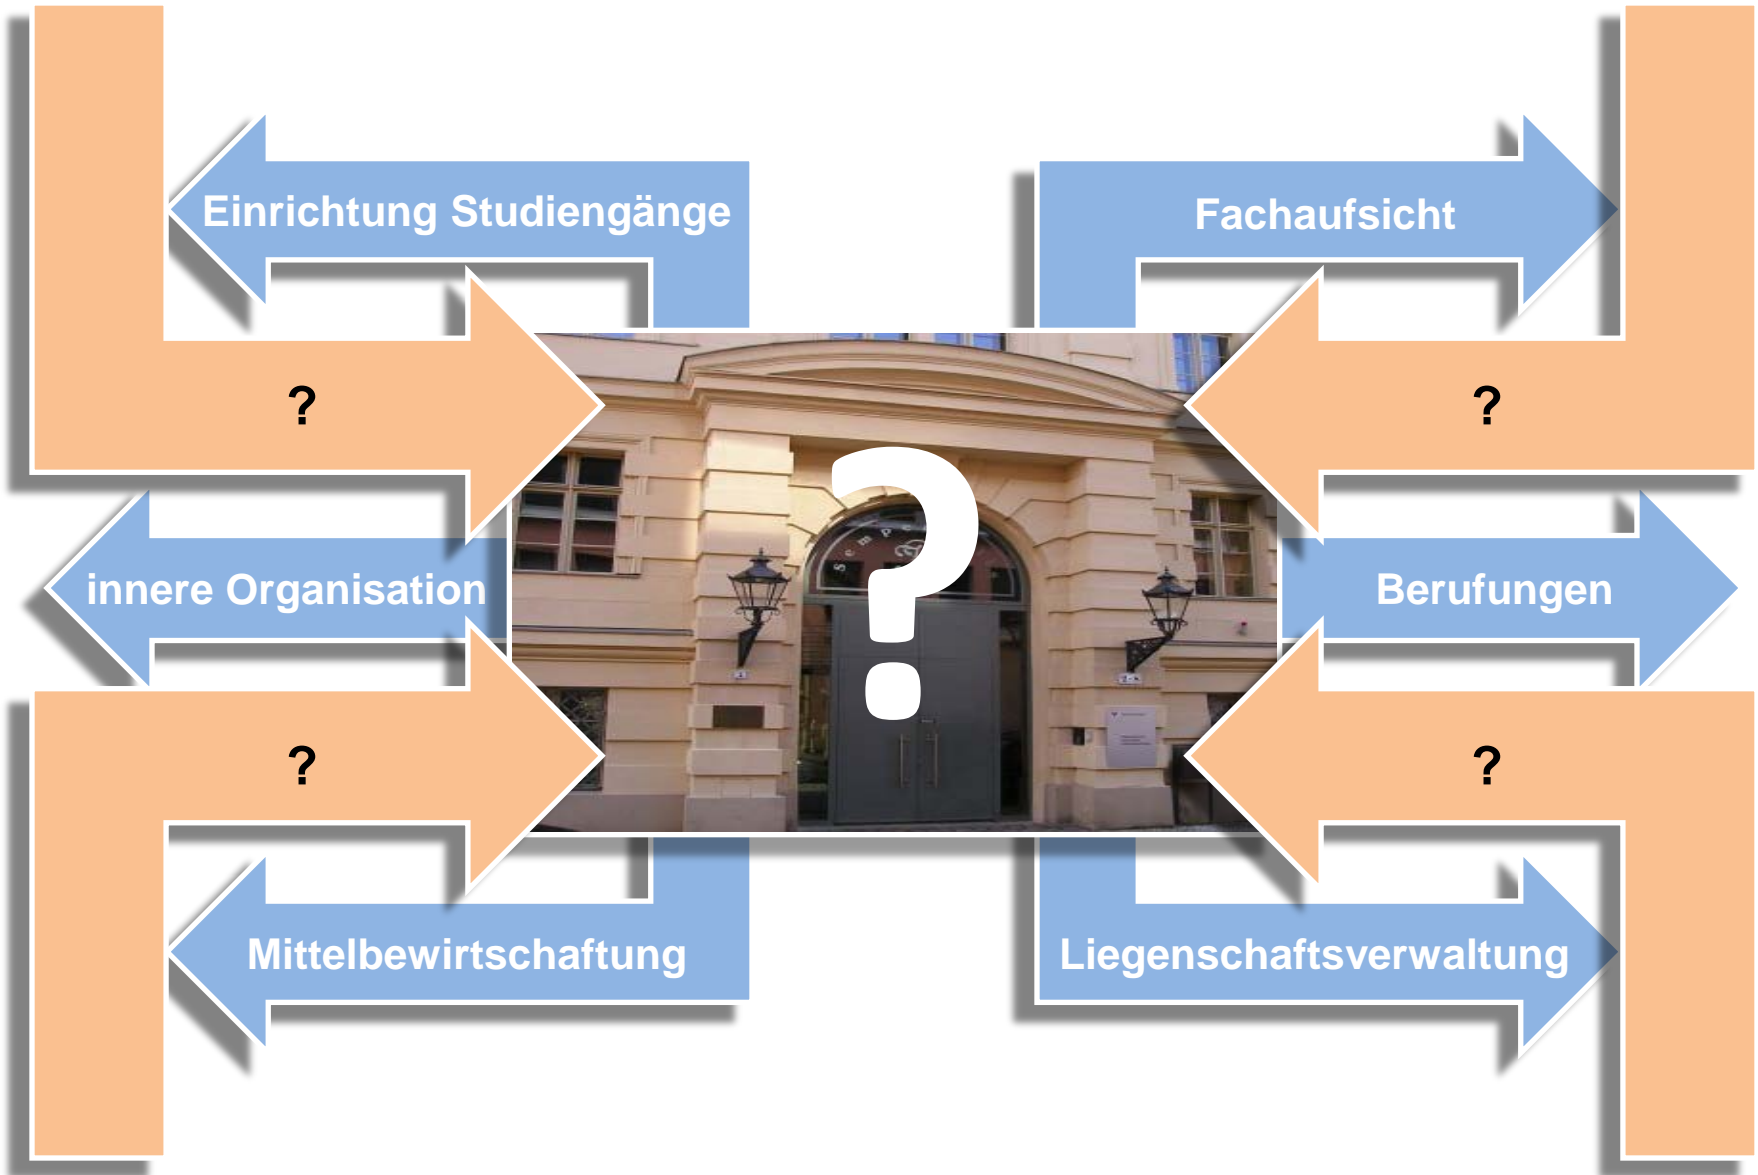 Einrichtung Studiengänge
Fachaufsicht
?
?
?
innere Organisation
Berufungen
?
?
Mittelbewirtschaftung
Liegenschaftsverwaltung